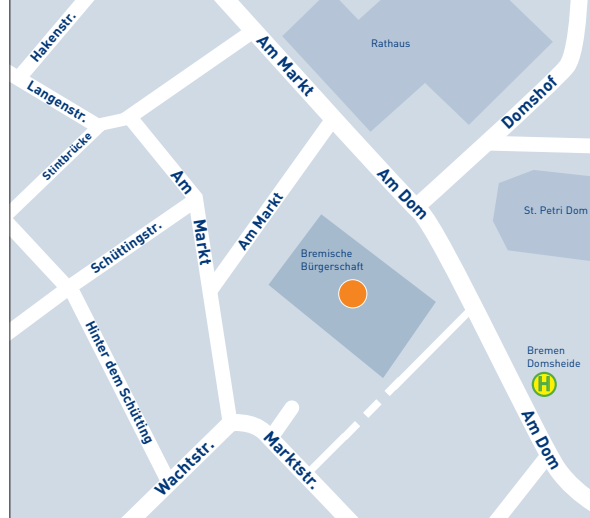 Hakenstr.
Am Markt
Rathaus
Langenstr.
Domshof
Stintbrücke
Am
Markt
Am Dom
Am Markt
St. Petri Dom
Schüttingstr.
Bremische
Bürgerschaft
Hinter dem Schütting
Bremen
Domsheide
H
Am Dom
Wachtstr.
Marktstr.